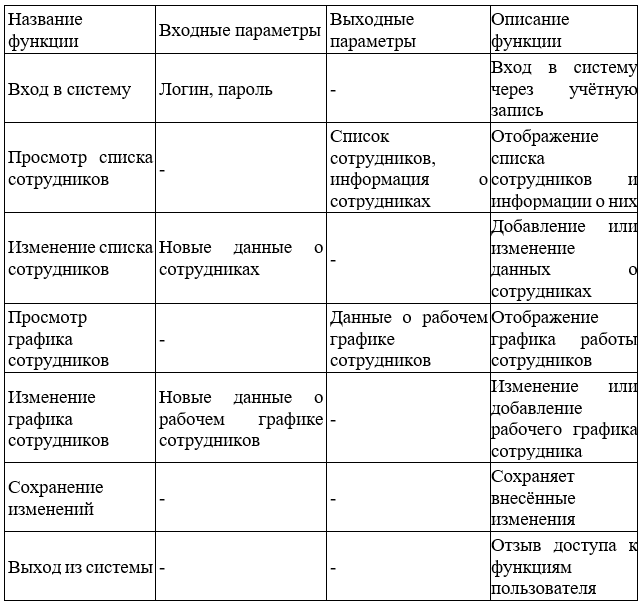 Название
функции
Входные параметры
Выходные
параметры
Описание
функции
Вход в систему
Логин, пароль
-
Вход в систему
через учётную
запись
Просмотр списка
сотрудников
-
Список
сотрудников,
информация о
сотрудниках
Отображение
списка
сотрудников и
информации о них
Изменение списка
сотрудников
Новые данные о
сотрудниках
-
Добавление или
изменение
данных о
сотрудниках
Просмотр
графика
сотрудников
-
Данные о рабочем
графике
сотрудников
Отображение
графика работы
сотрудников
Изменение
графика
сотрудников
Новые данные о
рабочем графике
сотрудников
-
Изменение или
добавление
рабочего графика
сотрудника
Сохранение
изменений
-
-
Сохраняет
внесённые
изменения
Выход из системы
-
-
Отзыв доступа к
функциям
пользователя